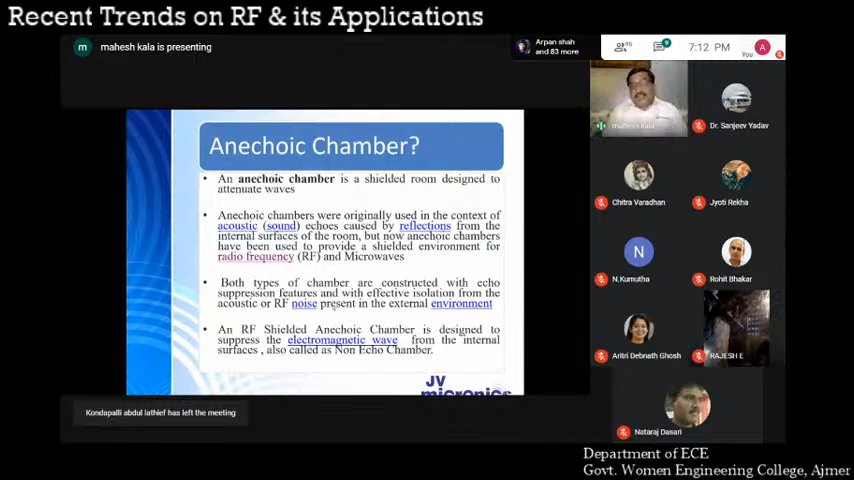 Recent Trends on RF & its Applications
m mahesh kala is presenting
Arpan shah
and 83 more
95
9
7:12 PM
You
A
Anechoic Chamber?
• An anechoic chamber is a shielded room designed to
attenuate waves
• Anechoic chambers were originally used in the context of
acoustic (sound) echoes caused by reflections from the
internal surfaces of the room, but now anechoic chambers
have been used to provide a shielded environment for
radio frequency (RF) and Microwaves
• Both types of chamber are constructed with echo
suppression features and with effective isolation from the
acoustic or RF noise present in the external environment
• An RF Shielded Anechoic Chamber is designed to
suppress the electromagnetic wave from the internal
surfaces , also called as Non Echo Chamber.
JV
micronics
mahesh kala
Dr. Sanjeev Yadav
Chitra Varadhan
Jyoti Rekha
N
N.Kumutha
Rohit Bhakar
Aritri Debnath Ghosh
RAJESH E
Nataraj Dasari
Kondapalli abdul lathief has left the meeting
Department of ECE
Govt. Women Engineering College, Ajmer